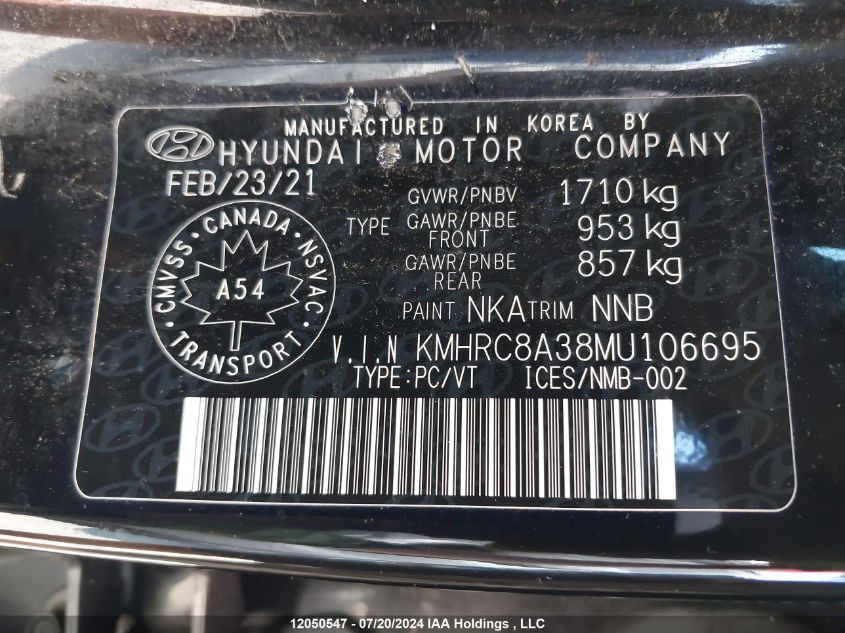 MANUFACTURED IN KOREA BY
HYUNDAI MOTOR COMPANY
FEB/23/21
GVWR/PNBV 1710 kg
TYPE GAWR/PNBE FRONT 953 kg
GAWR/PNBE REAR 857 kg
CMVSS · CANADA · NSVAC · TRANSPORT ·
A54
PAINT NKA TRIM NNB
V.I.N KMHRC8A38MU106695
TYPE:PC/VT ICES/NMB-002
12050547 - 07/20/2024 IAA Holdings , LLC